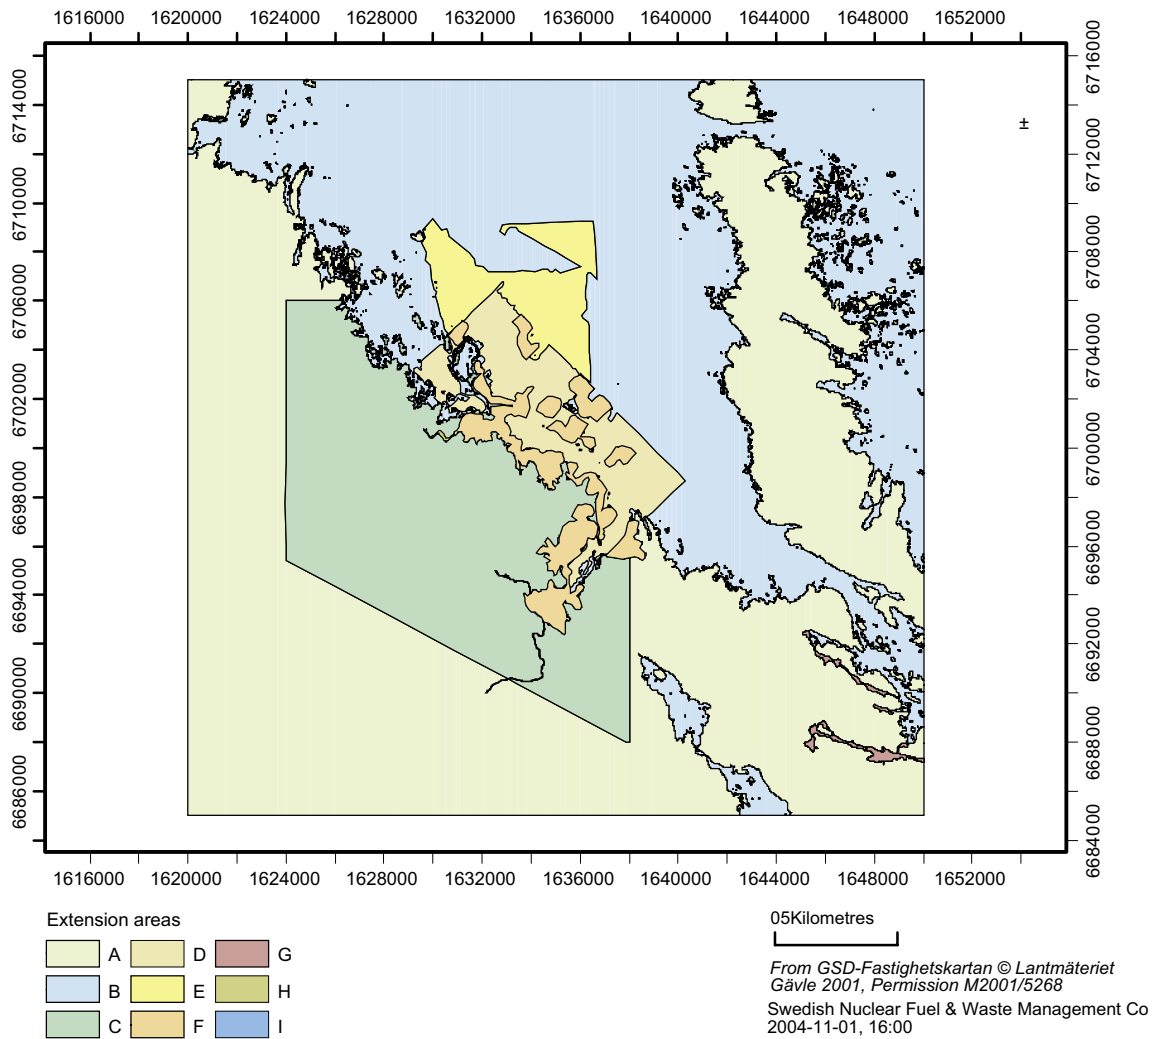 1616000 1620000 1624000 1628000 1632000 1636000 1640000 1644000 1648000 1652000
6714000
6710000
6706000
6702000
6698000
6694000
6690000
6686000
6716000
6712000
6708000
6704000
6700000
6696000
6692000
6688000
6684000
±
1616000 1620000 1624000 1628000 1632000 1636000 1640000 1644000 1648000 1652000
Extension areas
A D G
B E H
C F I
05Kilometres
From GSD-Fastighetskartan © Lantmäteriet
Gävle 2001, Permission M2001/5268
Swedish Nuclear Fuel & Waste Management Co
2004-11-01, 16:00